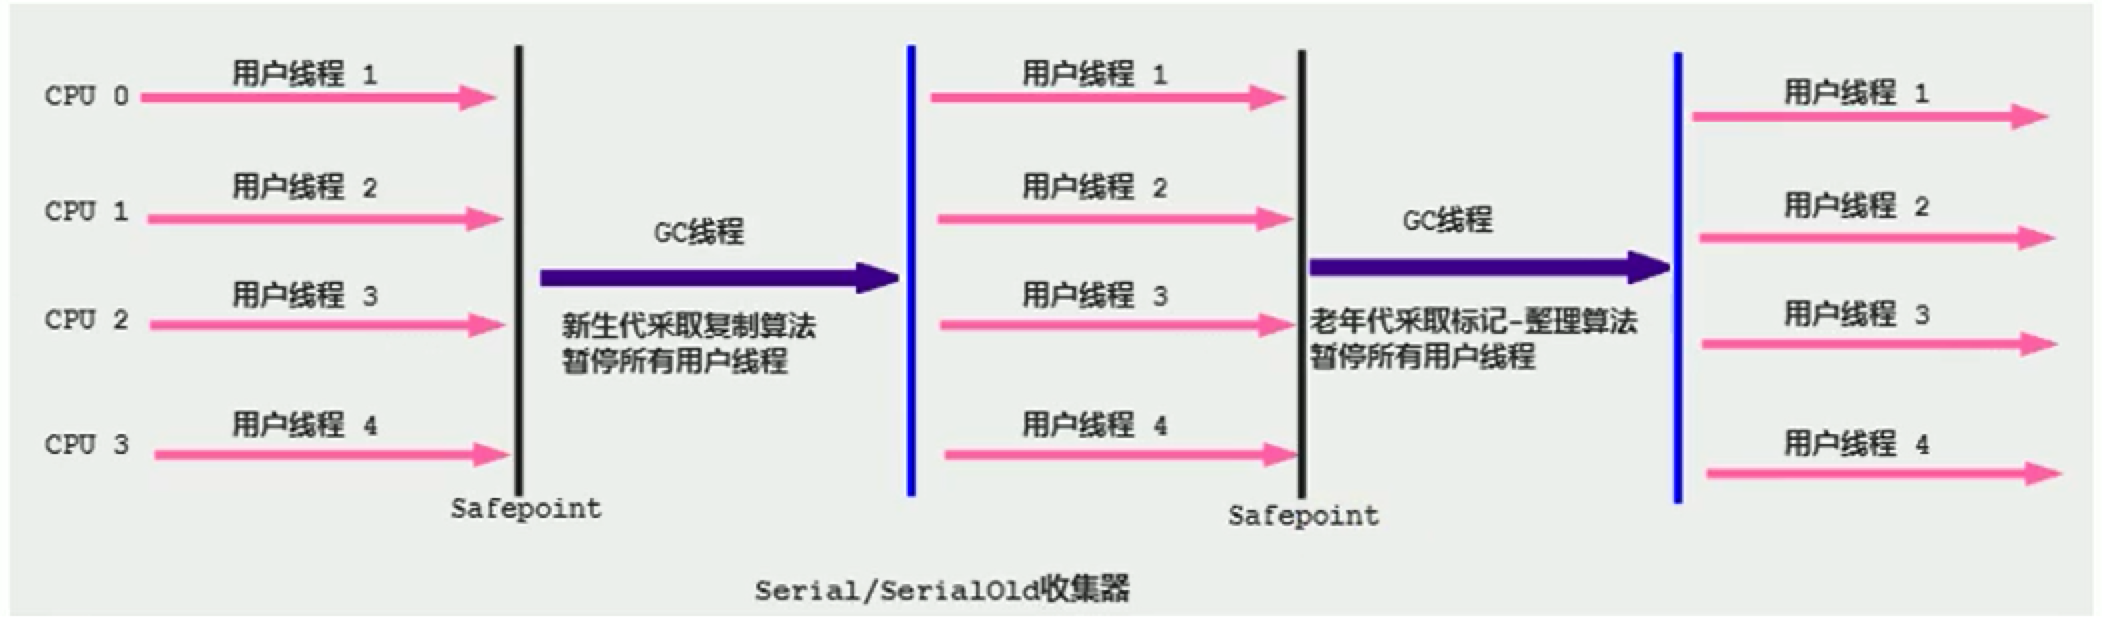 CPU 0
用户线程 1
用户线程 1
用户线程 1
CPU 1
用户线程 2
用户线程 2
用户线程 2
GC线程
GC线程
CPU 2
用户线程 3
用户线程 3
用户线程 3
新生代采取复制算法
暂停所有用户线程
老年代采取标记-整理算法
暂停所有用户线程
CPU 3
用户线程 4
用户线程 4
用户线程 4
Safepoint
Safepoint
Serial/SerialOld收集器